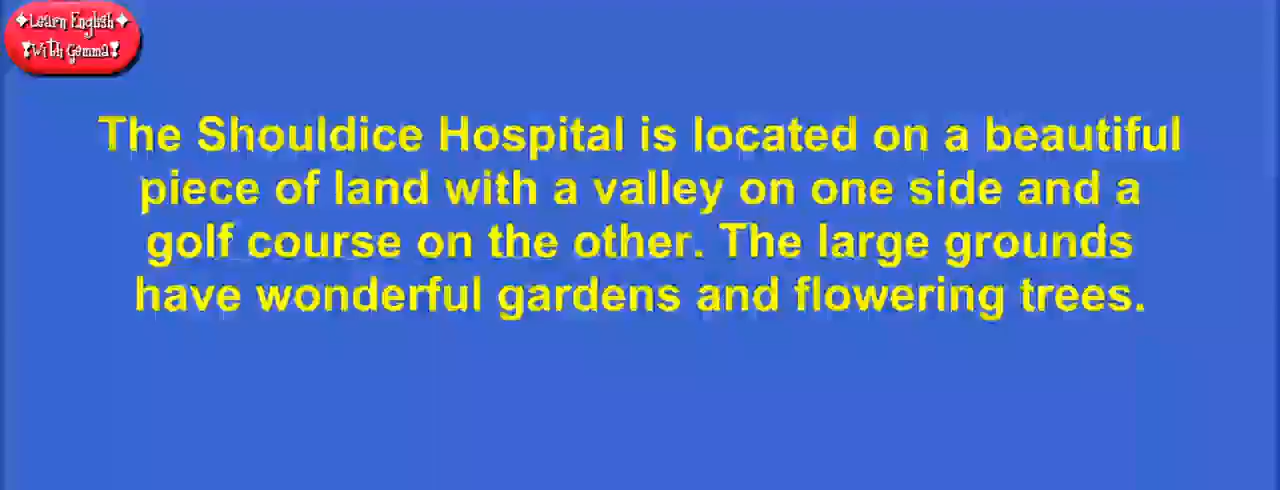 Learn English
With Gemma
The Shouldice Hospital is located on a beautiful
piece of land with a valley on one side and a
golf course on the other. The large grounds
have wonderful gardens and flowering trees.